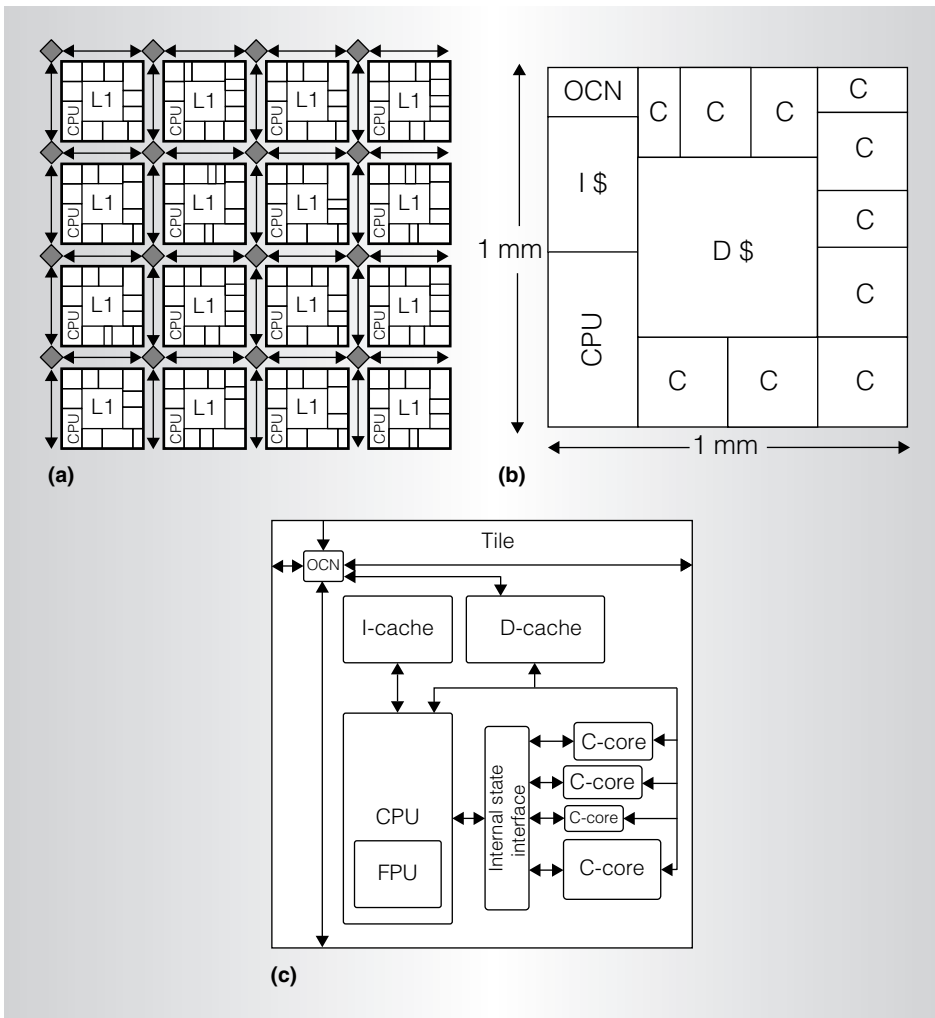 L1 L1 L1 L1
CPU CPU CPU CPU
L1 L1 L1 L1
CPU CPU CPU CPU
L1 L1 L1 L1
CPU CPU CPU CPU
L1 L1 L1 L1
CPU CPU CPU CPU
(a)
OCN C C C C
I $ C
D $ C
1 mm
CPU C
C C C
1 mm
(b)
Tile
OCN
I-cache D-cache
CPU
FPU
Internal state
interface
C-core
C-core
C-core
C-core
(c)